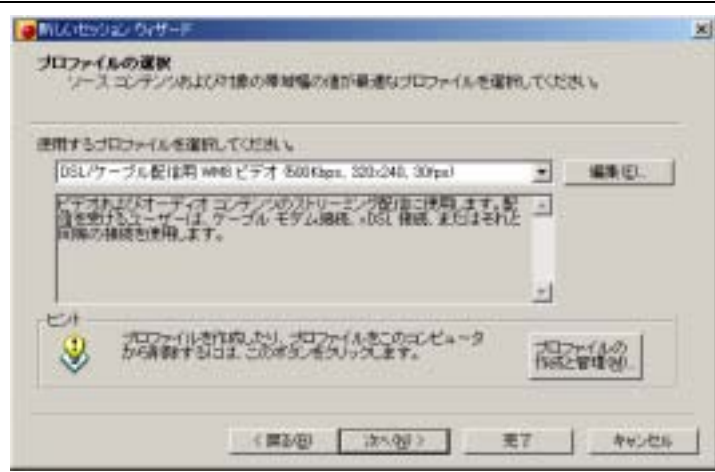 新しいセッション ウィザード
プロファイルの選択
ソース コンテンツおよび対象の帯域幅の値が最適なプロファイルを選択してください。
使用するプロファイルを選択してください。
DSL/ケーブル配信用 WM8 ビデオ (500Kbps, 320x240, 30fps)
編集(E)...
ビデオおよびオーディオ コンテンツのストリーミング配信に使用します。配
信を受けるユーザーは、ケーブル モデム接続、xDSL 接続、またはそれと
同等の接続を使用します。
ヒント
プロファイルを作成したり、プロファイルをこのコンピュータ
から削除するには、このボタンをクリックします。
プロファイルの
作成と管理(M)...
< 戻る(B)
次へ(N) >
完了
キャンセル